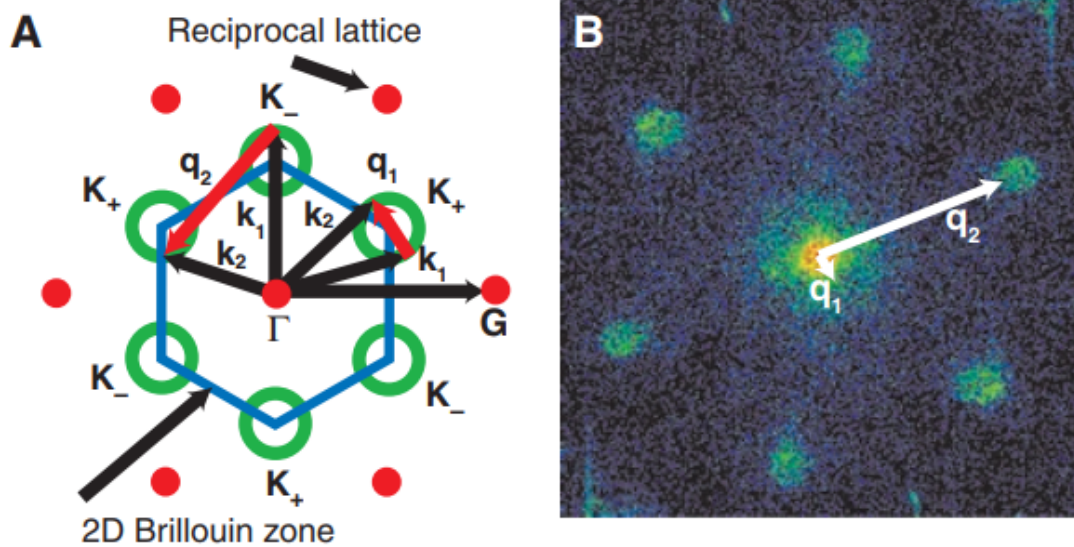 A
Reciprocal lattice
K_
q₂
q₁
K₊
K₊
k₁
k₂
k₂
k₁
Γ
G
K_
K_
K₊
2D Brillouin zone
B
q₂
q₁